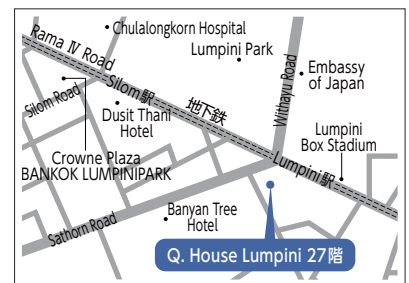 Chulalongkorn Hospital
Rama Ⅳ Road
Lumpini Park
Withayu Road
Embassy
of Japan
Silom Road
Silom駅
地下鉄
Dusit Thani
Hotel
Lumpini
Box Stadium
Crowne Plaza
BANKOK LUMPINIPARK
Lumpini駅
Sathorn Road
Banyan Tree
Hotel
Q. House Lumpini 27階